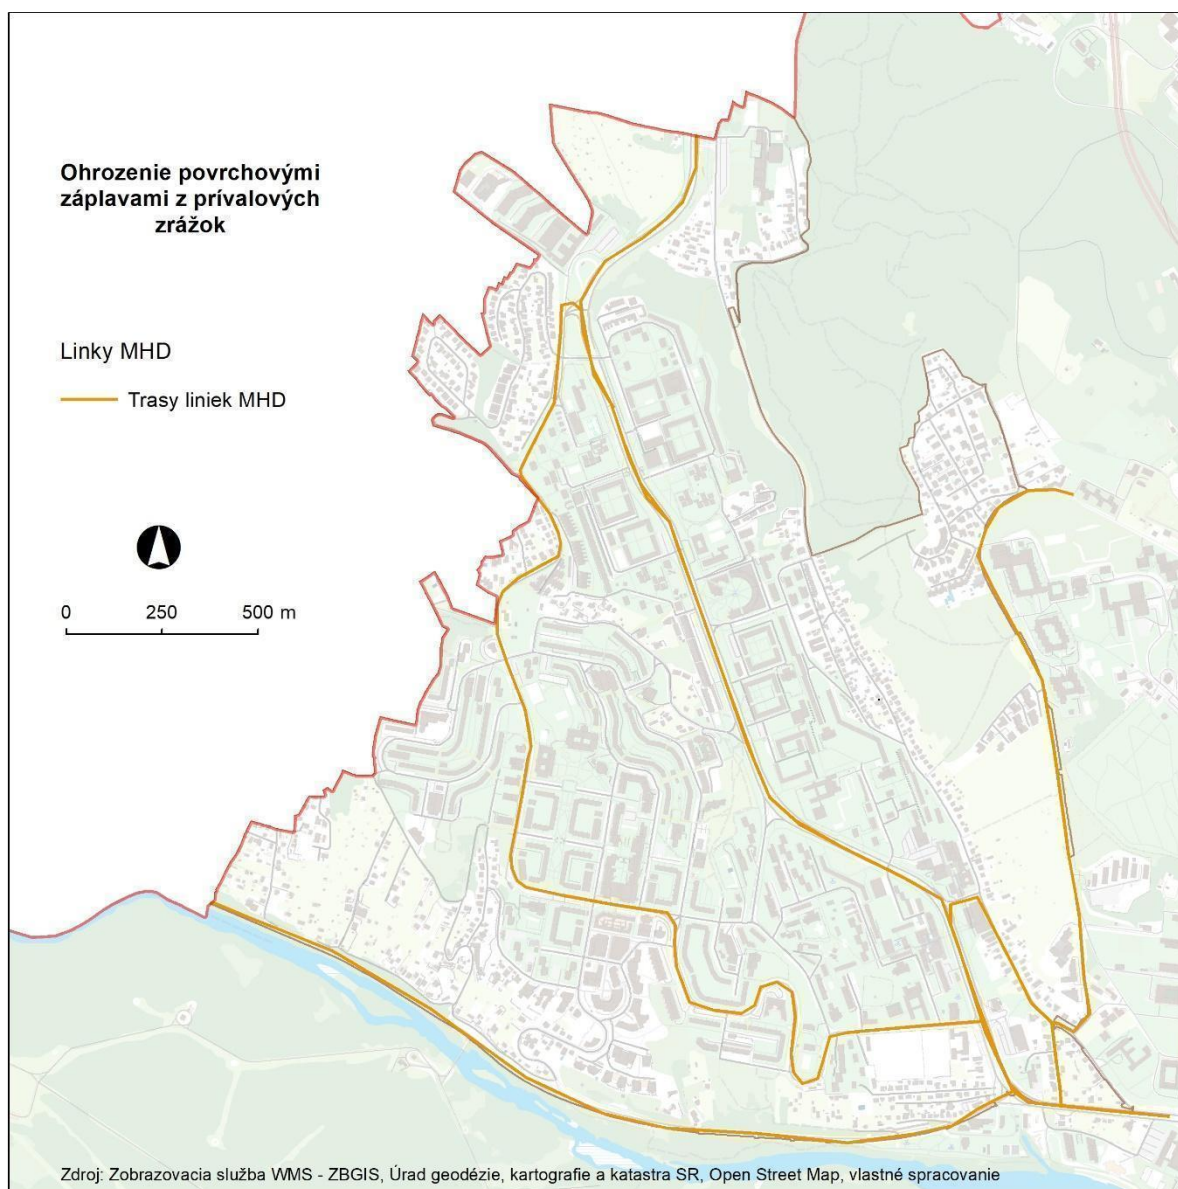 Ohrozenie povrchovými
záplavami z prívalových
zrážok
Linky MHD
Trasy liniek MHD
0 250 500 m
Zdroj: Zobrazovacia služba WMS - ZBGIS, Úrad geodézie, kartografie a katastra SR, Open Street Map, vlastné spracovanie